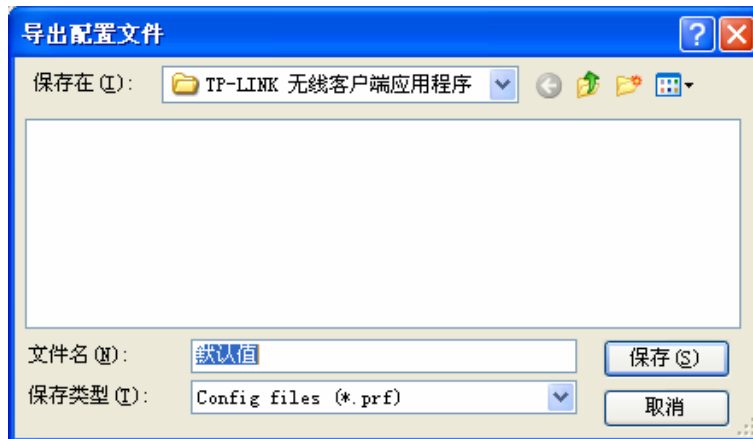 导出配置文件
保存在(I): TP-LINK 无线客户端应用程序
文件名(N): 默认值 保存(S)
保存类型(T): Config files (*.prf) 取消